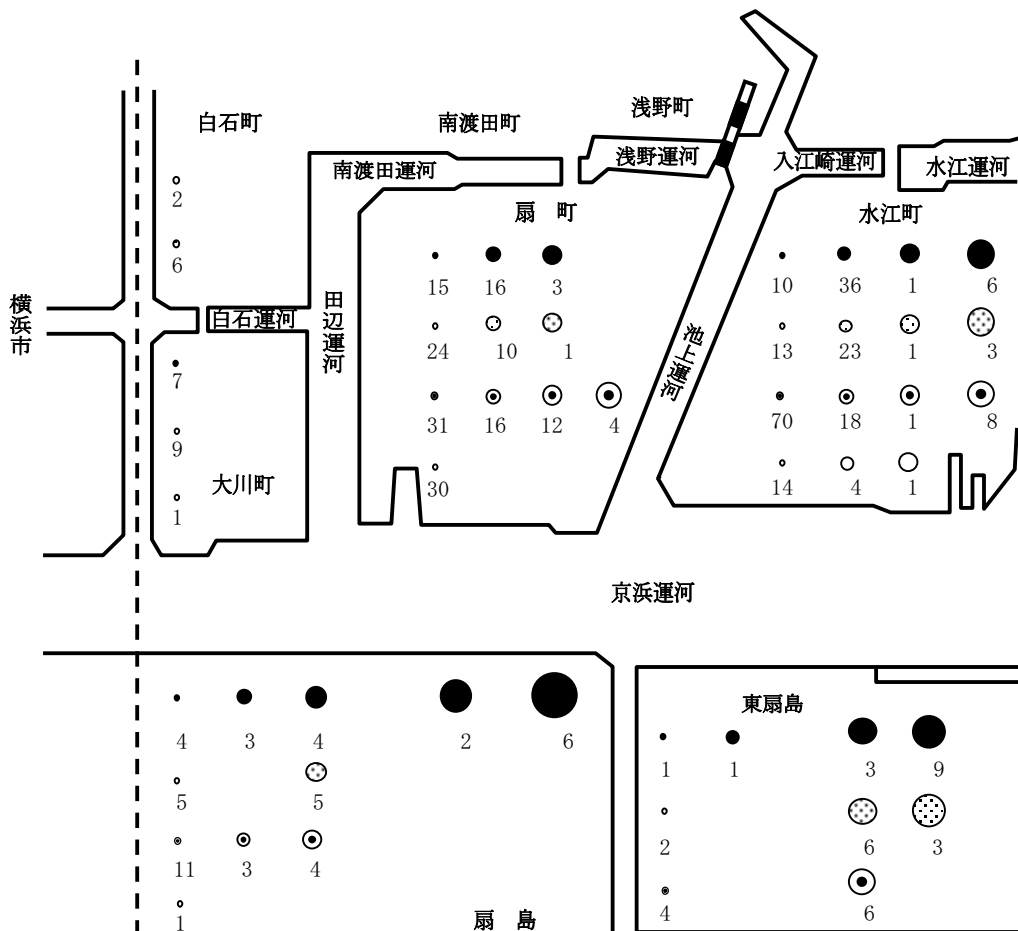 浅野町
白石町
南渡田町
南渡田運河
浅野運河
入江崎運河
水江運河
2
6
扇 町
15 16 3
24 10 1
31 16 12 4
30
水江町
10 36 1 6
13 23 1 3
70 18 1 8
14 4 1
横浜市
白石運河
田辺運河
池上運河
7
9
1
大川町
京浜運河
4 3 4 2 6
5 5
11 3 4
1
扇 島
東扇島
1 1 3 9
2 6 3
4 6